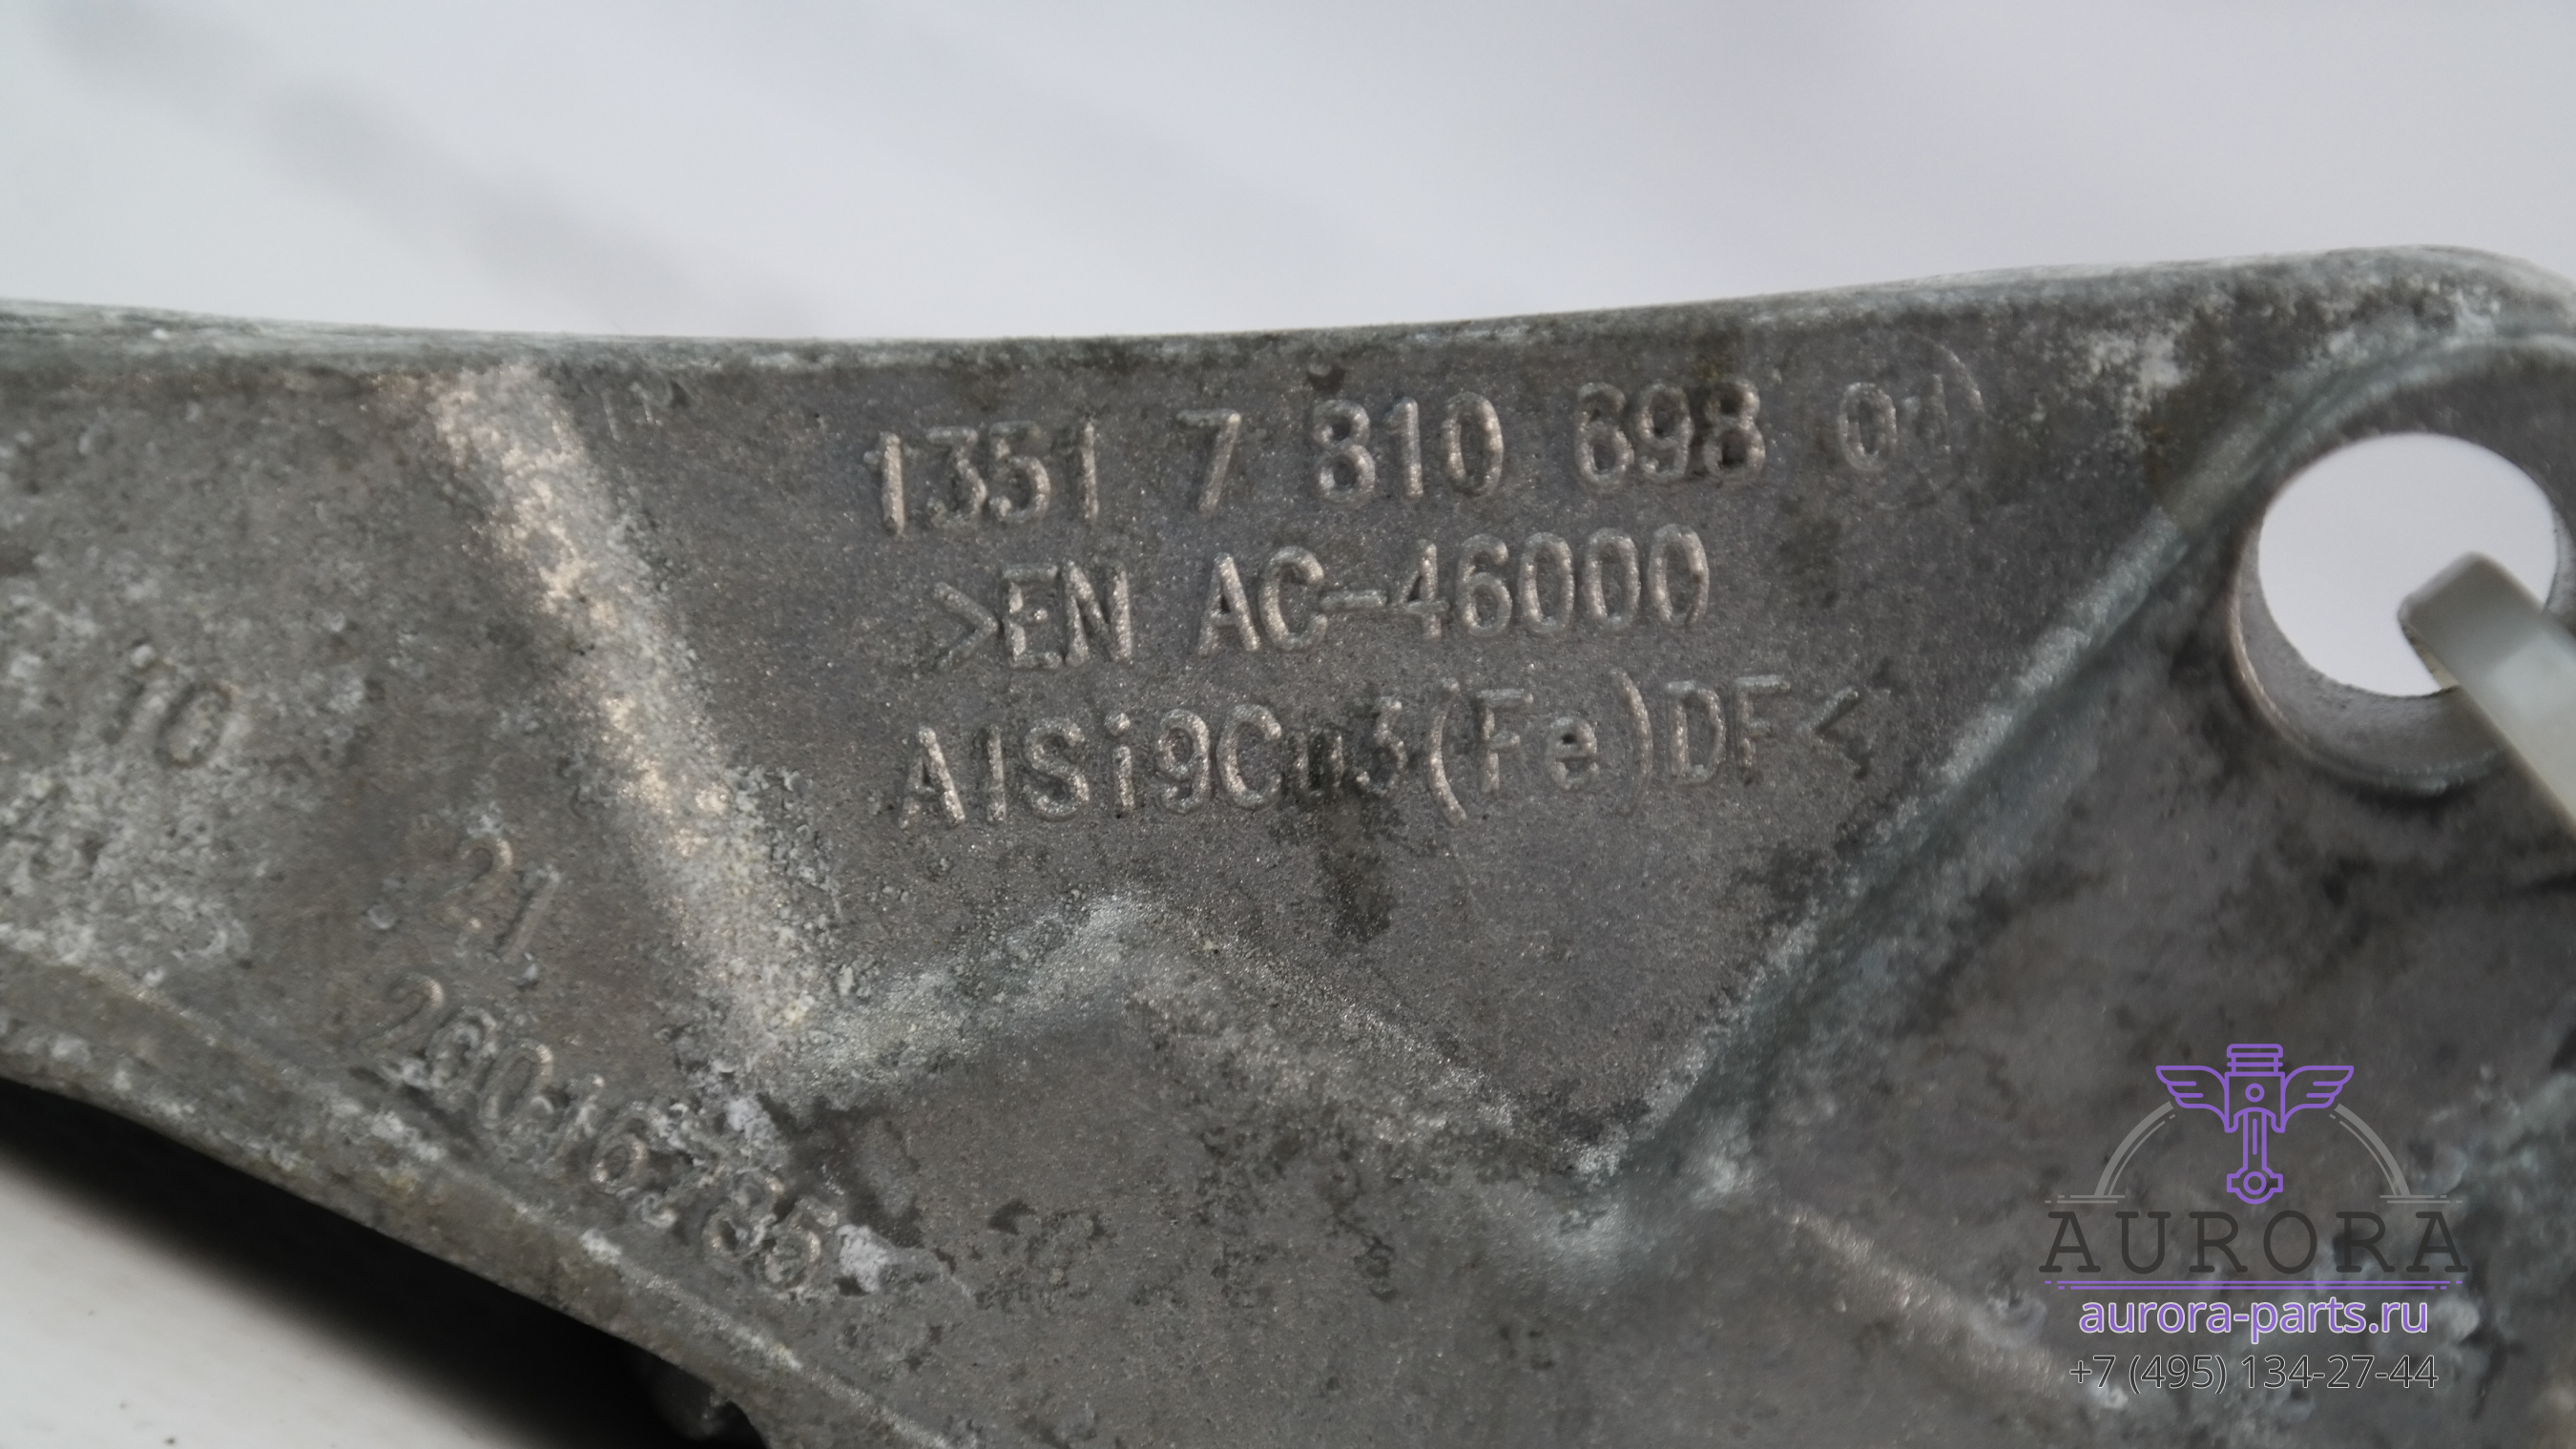 1351 7 810 698 01
>EN AC-46000
AlSi9Cu3(Fe)DF<
10
21
AURORA
aurora-parts.ru
+7 (495) 134-27-44